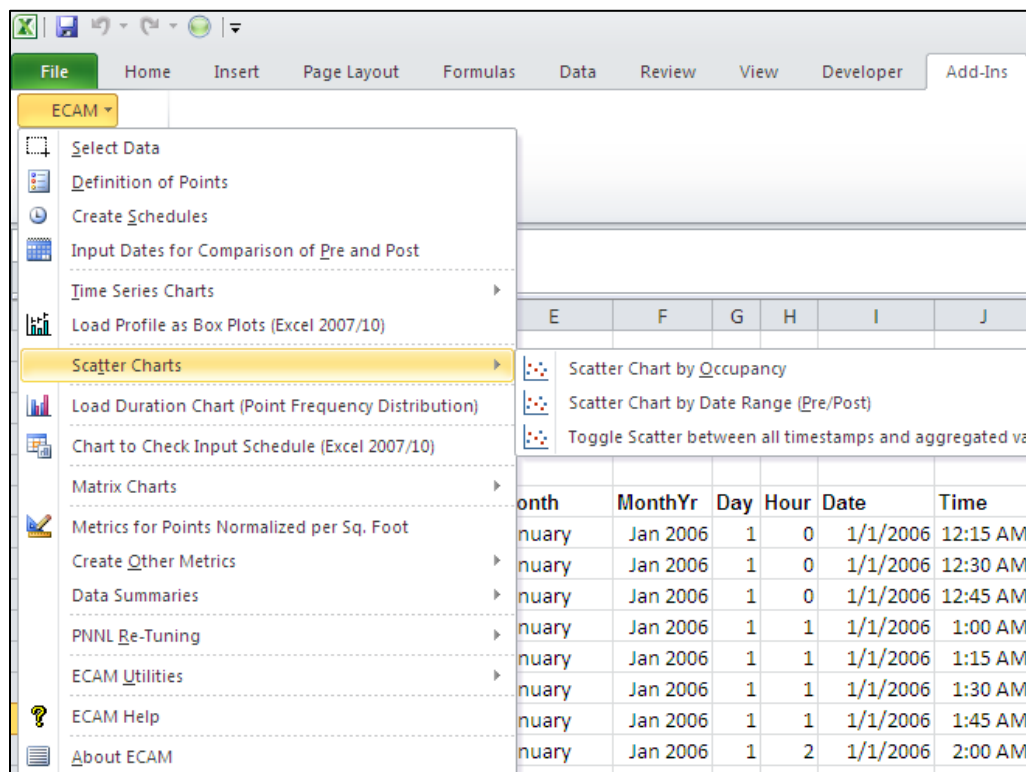 File Home Insert Page Layout Formulas Data Review View Developer Add-Ins
ECAM
Select Data
Definition of Points
Create Schedules
Input Dates for Comparison of Pre and Post
Time Series Charts
Load Profile as Box Plots (Excel 2007/10)
Scatter Charts
Load Duration Chart (Point Frequency Distribution)
Chart to Check Input Schedule (Excel 2007/10)
Matrix Charts
Metrics for Points Normalized per Sq. Foot
Create Other Metrics
Data Summaries
PNNL Re-Tuning
ECAM Utilities
ECAM Help
About ECAM
Scatter Chart by Occupancy
Scatter Chart by Date Range (Pre/Post)
Toggle Scatter between all timestamps and aggregated va
E F G H I J
onth MonthYr Day Hour Date Time
nuary Jan 2006 1 0 1/1/2006 12:15 AM
nuary Jan 2006 1 0 1/1/2006 12:30 AM
nuary Jan 2006 1 0 1/1/2006 12:45 AM
nuary Jan 2006 1 1 1/1/2006 1:00 AM
nuary Jan 2006 1 1 1/1/2006 1:15 AM
nuary Jan 2006 1 1 1/1/2006 1:30 AM
nuary Jan 2006 1 1 1/1/2006 1:45 AM
nuary Jan 2006 1 2 1/1/2006 2:00 AM